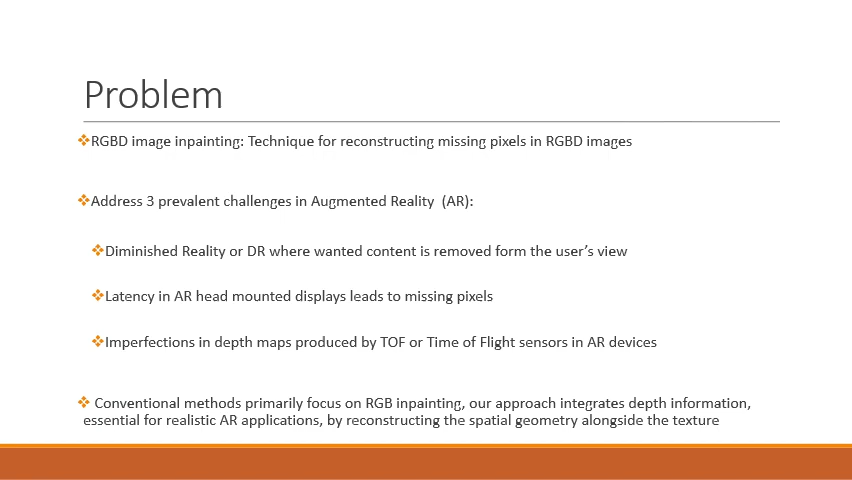 Problem
RGBD image inpainting: Technique for reconstructing missing pixels in RGBD images
Address 3 prevalent challenges in Augmented Reality  (AR):
Diminished Reality or DR where wanted content is removed form the user’s view
Latency in AR head mounted displays leads to missing pixels
Imperfections in depth maps produced by TOF or Time of Flight sensors in AR devices
Conventional methods primarily focus on RGB inpainting, our approach integrates depth information,
essential for realistic AR applications, by reconstructing the spatial geometry alongside the texture